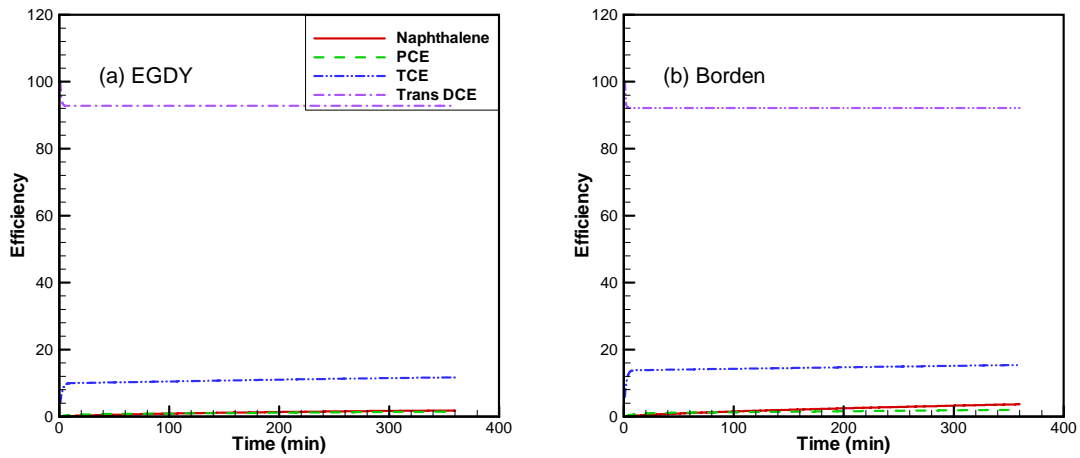 (a) EGDY
Naphthalene
PCE
TCE
Trans DCE
Efficiency
120
100
80
60
40
20
0
0 100 200 300 400
Time (min)
(b) Borden
Efficiency
120
100
80
60
40
20
0
0 100 200 300 400
Time (min)